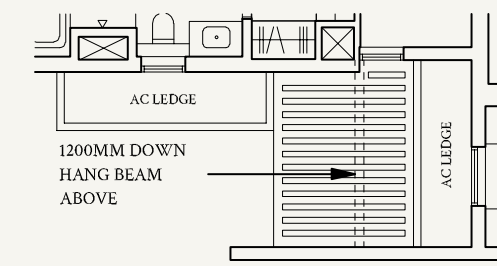 AC LEDGE
1200MM DOWN
HANG BEAM
ABOVE
AC LEDGE